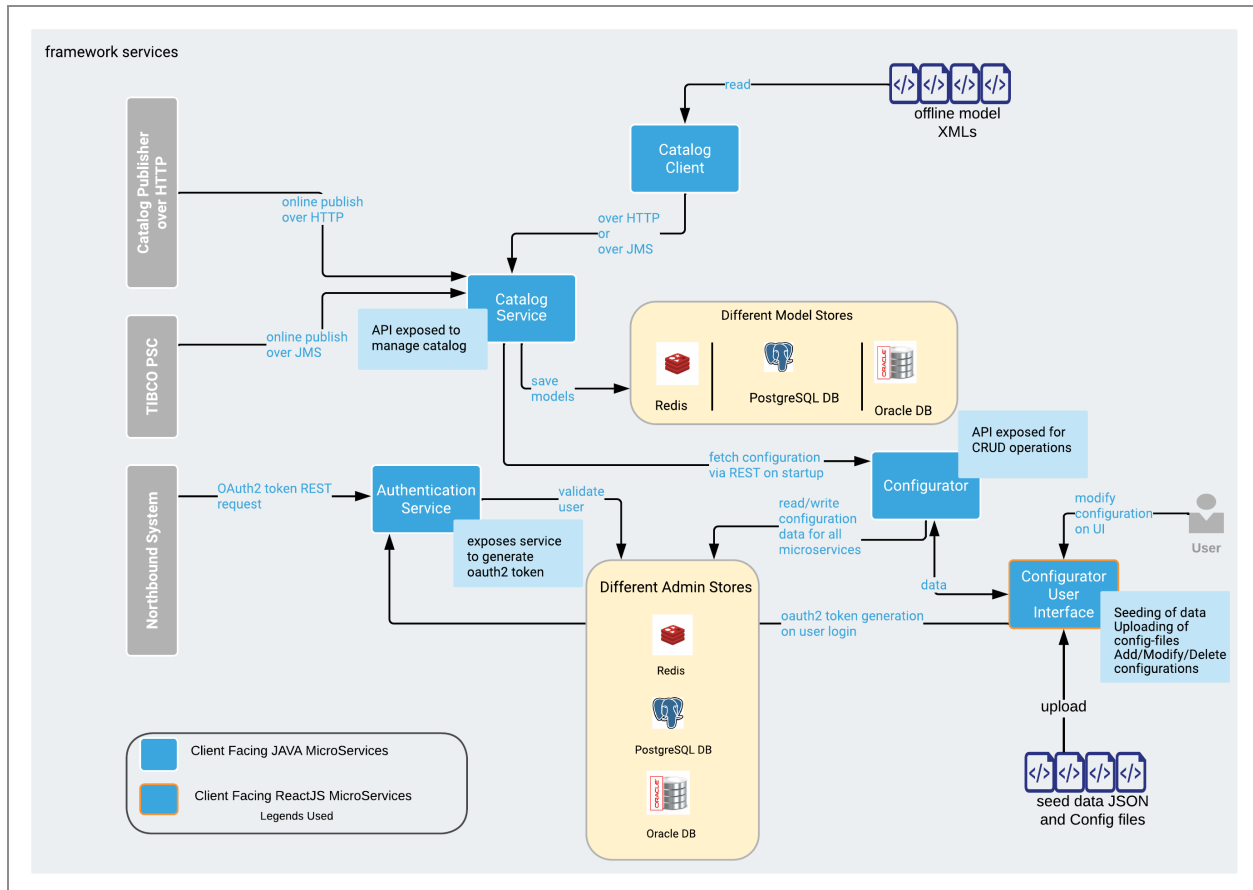 framework services
Catalog Publisher
over HTTP
TIBCO PSC
Northbound System
read
offline model
XMLs
Catalog
Client
online publish
over HTTP
over HTTP
or
over JMS
Catalog
Service
API exposed to
manage catalog
online publish
over JMS
save
models
Different Model Stores
Redis
PostgreSQL DB
ORACLE
Oracle DB
API exposed for
CRUD operations
fetch configuration
via REST on startup
Configurator
OAuth2 token REST
request
Authentication
Service
validate
user
exposes service
to generate
oauth2 token
read/write
configuration
data for all
microservices
modify
configuration
on UI
User
data
Configurator
User
Interface
Seeding of data
Uploading of
config-files
Add/Modify/Delete
configurations
oauth2 token generation
on user login
Different Admin Stores
Redis
PostgreSQL DB
ORACLE
Oracle DB
upload
seed data JSON
and Config files
Client Facing JAVA MicroServices
Client Facing ReactJS MicroServices
Legends Used